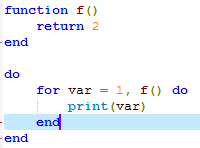 function f()
    return 2
end

do
    for var = 1, f() do
        print(var)
    end
end